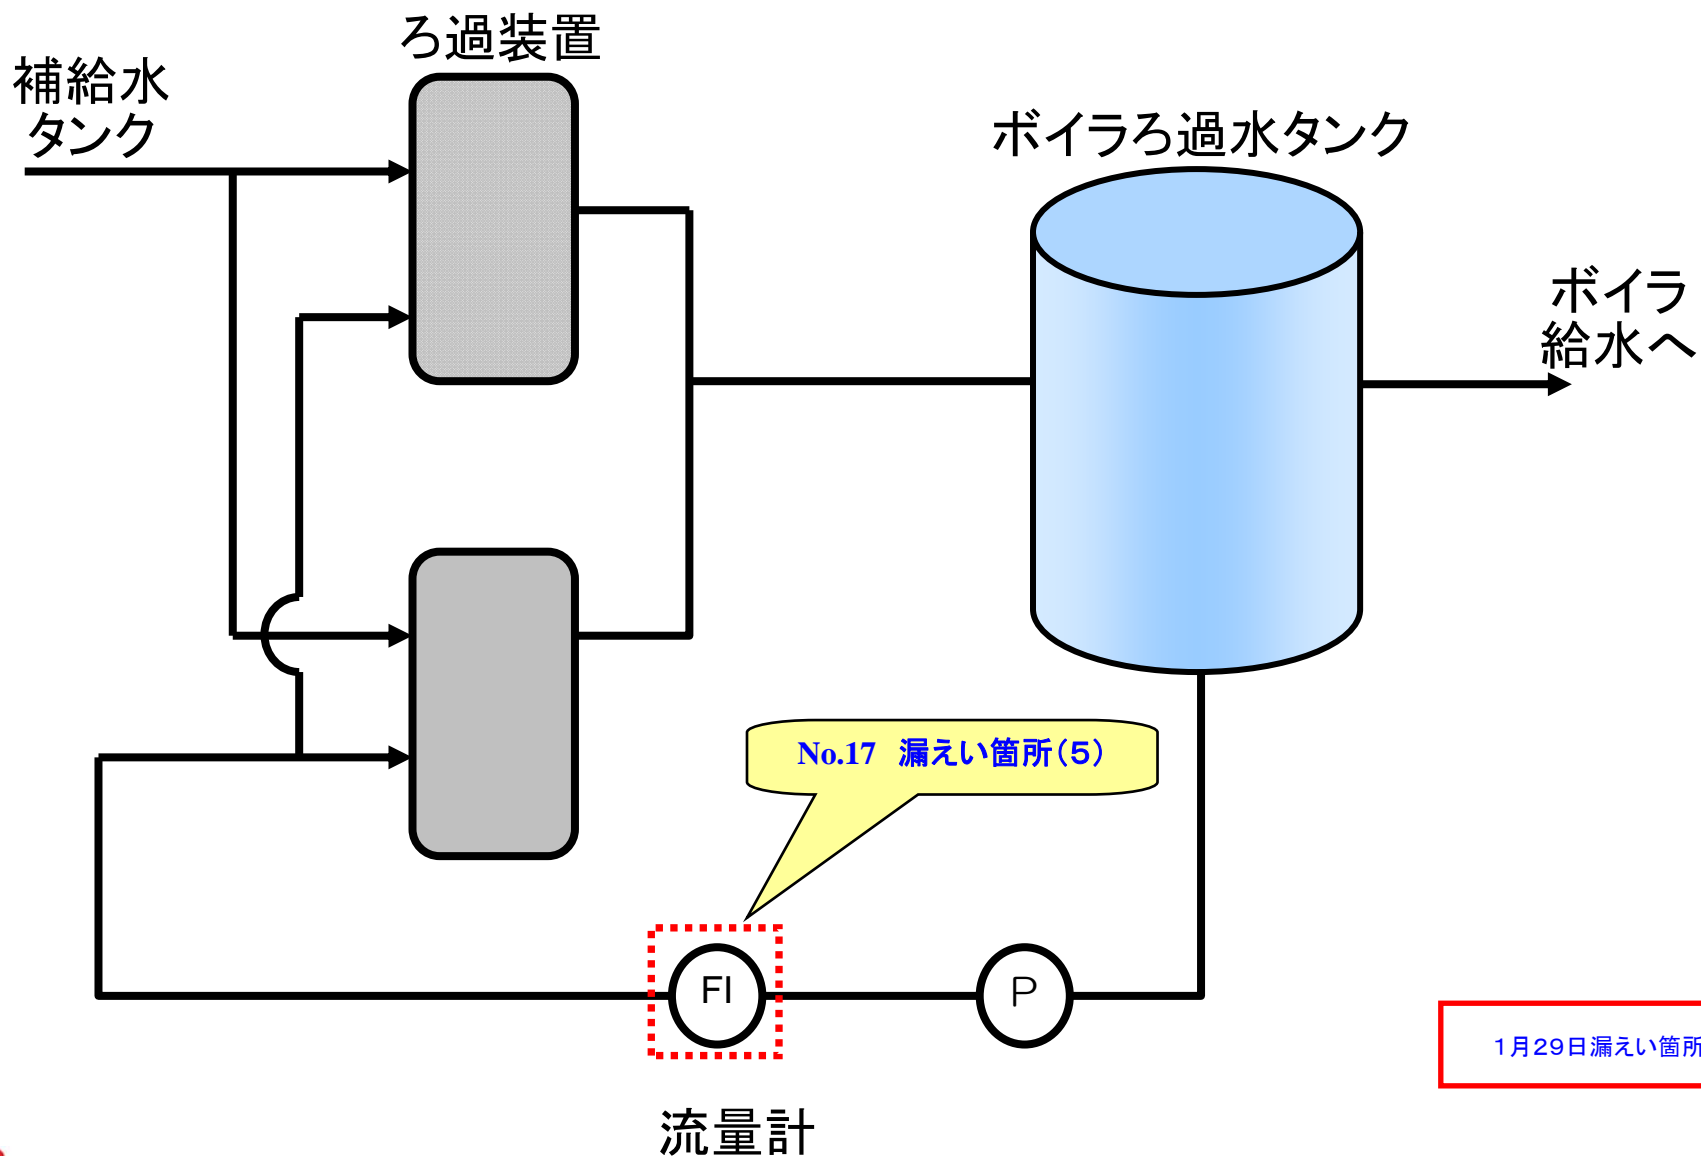 ろ過装置
補給水
タンク
ボイラろ過水タンク
ボイラ
給水へ
No.17 漏えい箇所(5)
FI
P
1月29日漏えい箇所
流量計